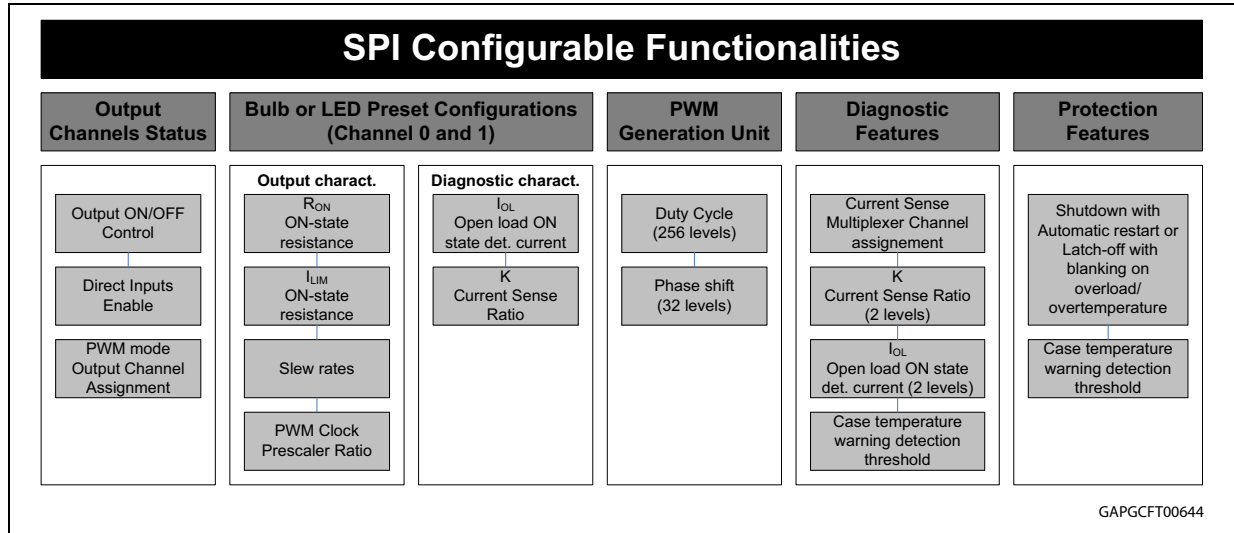 SPI Configurable Functionalities
Output
Channels Status
Bulb or LED Preset Configurations
(Channel 0 and 1)
PWM
Generation Unit
Diagnostic
Features
Protection
Features
Output ON/OFF
Control
Direct Inputs
Enable
PWM mode
Output Channel
Assignment
Output charact.
RON
ON-state
resistance
ILIM
ON-state
resistance
Slew rates
PWM Clock
Prescaler Ratio
Diagnostic charact.
IOL
Open load ON
state det. current
K
Current Sense
Ratio
Duty Cycle
(256 levels)
Phase shift
(32 levels)
Current Sense
Multiplexer Channel
assignement
K
Current Sense Ratio
(2 levels)
IOL
Open load ON state
det. current (2 levels)
Case temperature
warning detection
threshold
Shutdown with
Automatic restart or
Latch-off with
blanking on
overload/
overtemperature
Case temperature
warning detection
threshold
GAPGCFT00644